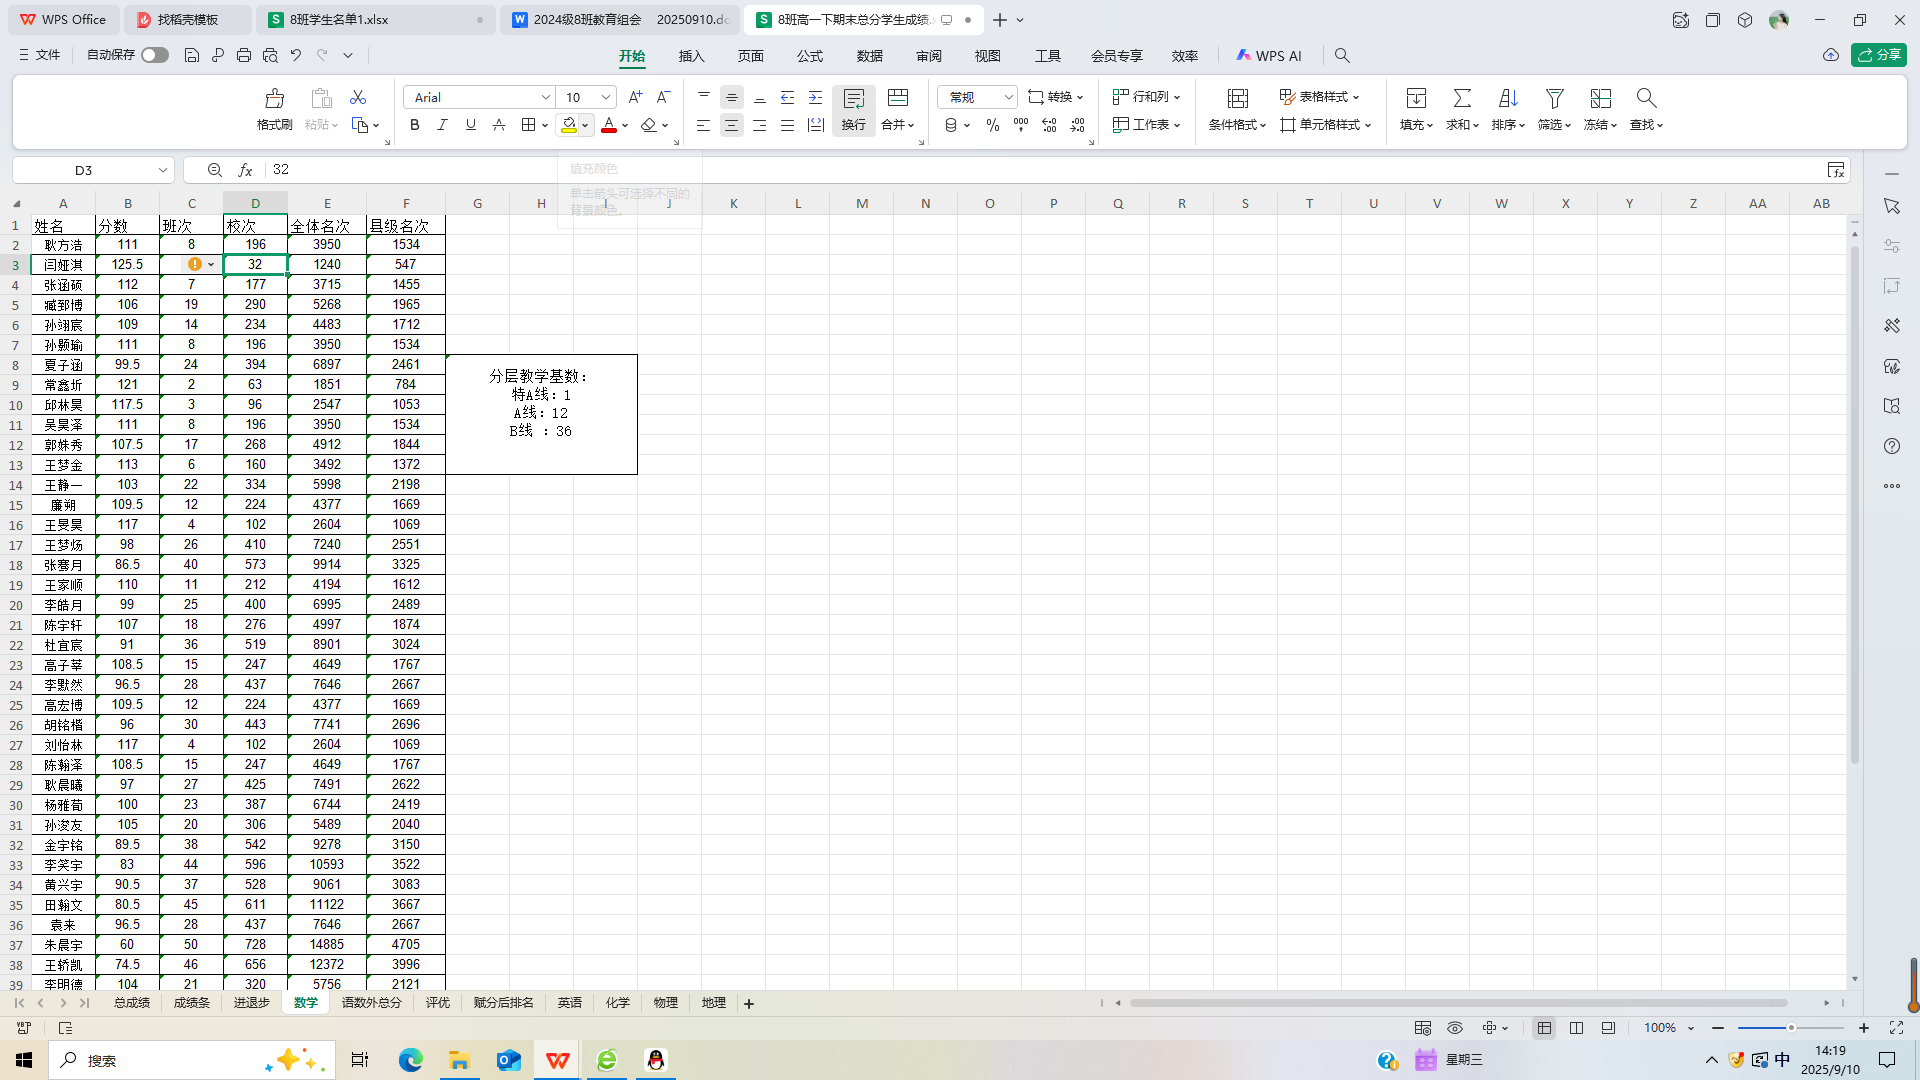 WPS Office 找稻壳模板 8班学生名单1.xlsx 2024级8班教育组会 20250910.dc 8班高一下期末总分学生成绩.x
文件 自动保存 开始 插入 页面 公式 数据 审阅 视图 工具 会员专享 效率 WPS AI 分享
Arial 10 常规 转换 行和列 表格样式
格式刷 粘贴 换行 合并 工作表 条件格式 单元格样式 填充 求和 排序 筛选 冻结 查找
D3 fx 32
填充颜色
单击箭头可选择不同的
背景颜色。
A B C D E F G H I J K L M N O P Q R S T U V W X Y Z AA AB
1 姓名 分数 班次 校次 全体名次 县级名次
2 耿方浩 111 8 196 3950 1534
3 闫娅淇 125.5 32 1240 547
4 张涵硕 112 7 177 3715 1455
5 臧郅博 106 19 290 5268 1965
6 孙翊宸 109 14 234 4483 1712
7 孙颢瑜 111 8 196 3950 1534
8 夏子涵 99.5 24 394 6897 2461
9 常鑫圻 121 2 63 1851 784
10 邱林昊 117.5 3 96 2547 1053
11 吴昊泽 111 8 196 3950 1534
12 郭姝秀 107.5 17 268 4912 1844
13 王梦金 113 6 160 3492 1372
14 王静一 103 22 334 5998 2198
15 廉朔 109.5 12 224 4377 1669
16 王旻昊 117 4 102 2604 1069
17 王梦炀 98 26 410 7240 2551
18 张骞月 86.5 40 573 9914 3325
19 王家顺 110 11 212 4194 1612
20 李皓月 99 25 400 6995 2489
21 陈宇轩 107 18 276 4997 1874
22 杜宜宸 91 36 519 8901 3024
23 高子莘 108.5 15 247 4649 1767
24 李默然 96.5 28 437 7646 2667
25 高宏博 109.5 12 224 4377 1669
26 胡铭楷 96 30 443 7741 2696
27 刘怡林 117 4 102 2604 1069
28 陈翰泽 108.5 15 247 4649 1767
29 耿晨曦 97 27 425 7491 2622
30 杨雅荀 100 23 387 6744 2419
31 孙浚友 105 20 306 5489 2040
32 金宇铭 89.5 38 542 9278 3150
33 李笑宇 83 44 596 10593 3522
34 黄兴宇 90.5 37 528 9061 3083
35 田瀚文 80.5 45 611 11122 3667
36 袁来 96.5 28 437 7646 2667
37 朱晨宇 60 50 728 14885 4705
38 王轿凯 74.5 46 656 12372 3996
39 李明德 104 21 320 5756 2121
分层教学基数：
特A线：1
A线：12
B线 ：36
总成绩 成绩条 进退步 数学 语数外总分 评优 赋分后排名 英语 化学 物理 地理
100%
搜索 星期三 中 14:19
2025/9/10